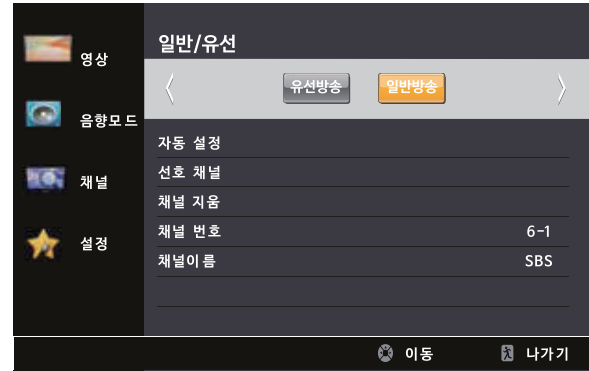 영상
음향모드
채널
설정
일반/유선
유선방송 일반방송
자동 설정
선호 채널
채널 지움
채널 번호 6-1
채널이름 SBS
이동 나가기